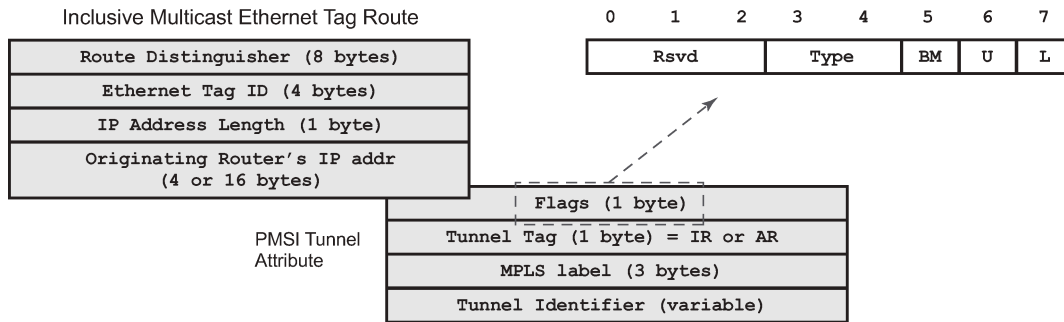 Inclusive Multicast Ethernet Tag Route
Route Distinguisher (8 bytes)
Ethernet Tag ID (4 bytes)
IP Address Length (1 byte)
Originating Router's IP addr
(4 or 16 bytes)
0 1 2 3 4 5 6 7
Rsvd Type BM U L
PMSI Tunnel
Attribute
Flags (1 byte)
Tunnel Tag (1 byte) = IR or AR
MPLS label (3 bytes)
Tunnel Identifier (variable)